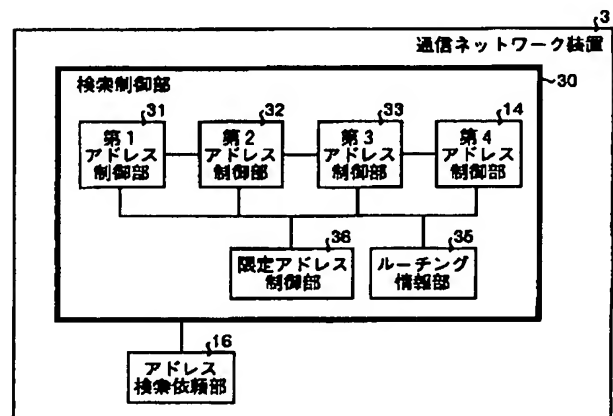 3
通信ネットワーク装置
検索制御部
30
31
第1
アドレス
制御部
32
第2
アドレス
制御部
33
第3
アドレス
制御部
14
第4
アドレス
制御部
36
限定アドレス
制御部
35
ルーチング
情報部
16
アドレス
検索依頼部